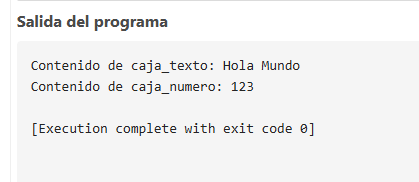 Salida del programa
Contenido de caja_texto: Hola Mundo
Contenido de caja_numero: 123
[Execution complete with exit code 0]